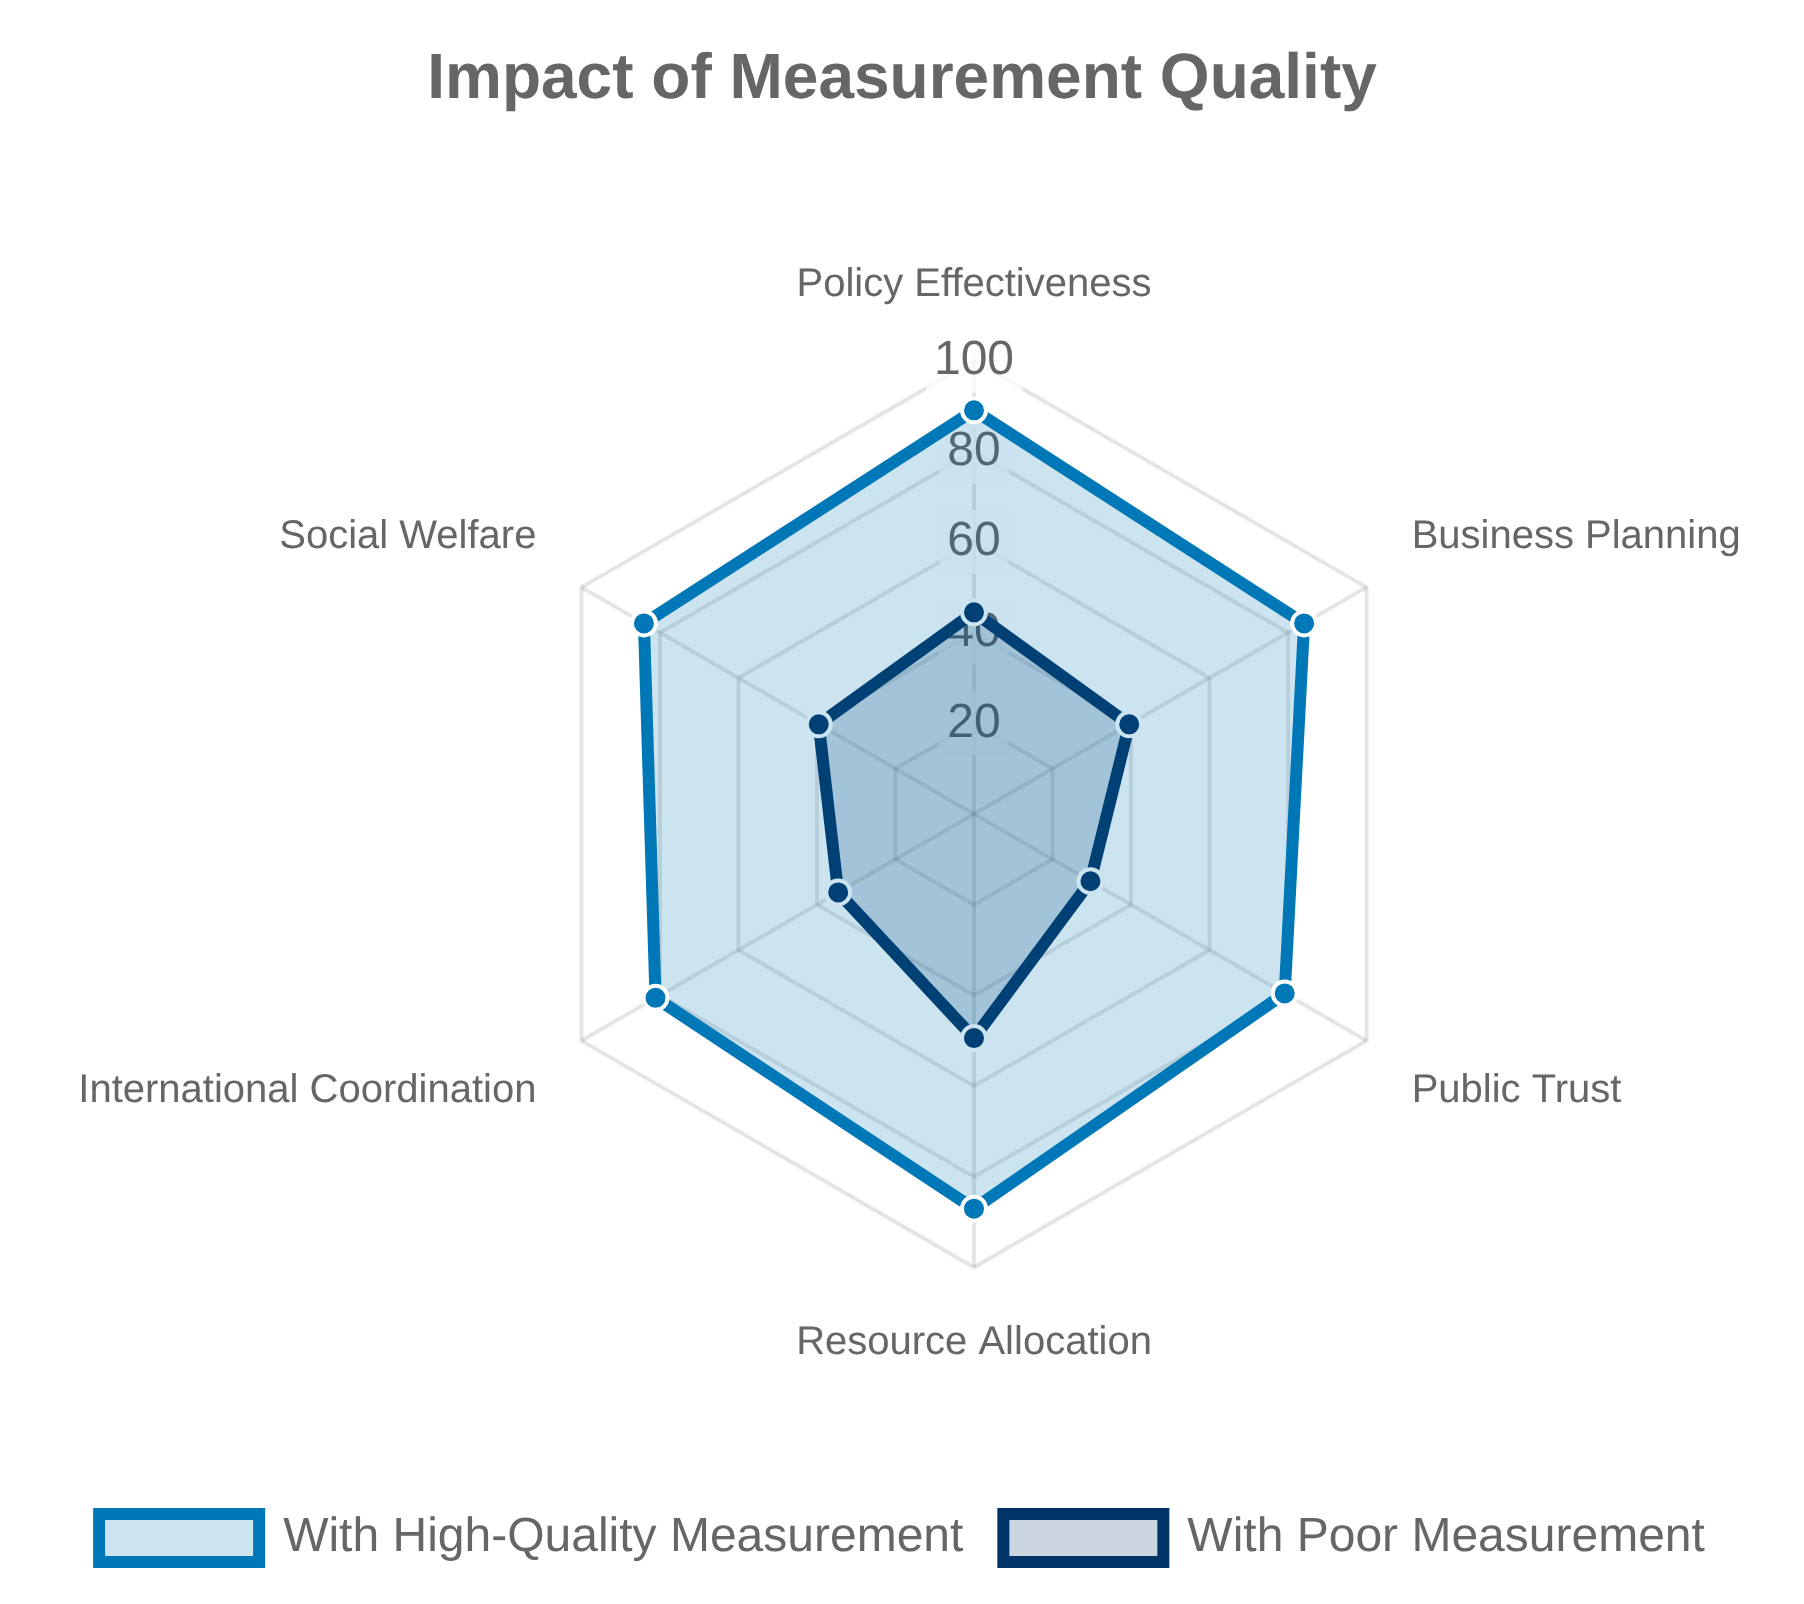 Impact of Measurement Quality
Policy Effectiveness
100
80
Social Welfare
60
Business Planning
40
20
International Coordination
Public Trust
Resource Allocation
With High-Quality Measurement
With Poor Measurement